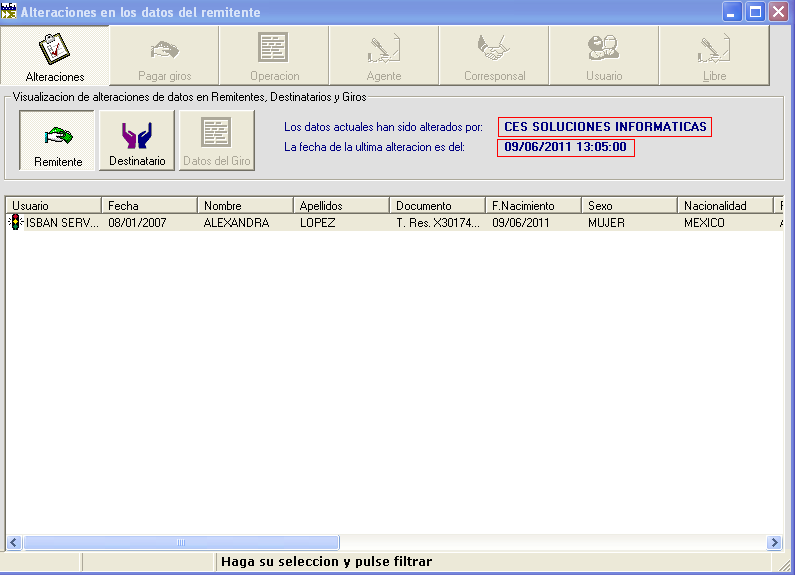 Alteraciones en los datos del remitente
Alteraciones Pagar giros Operacion Agente Corresponsal Usuario Libre
Visualizacion de alteraciones de datos en Remitentes, Destinatarios y Giros
Remitente Destinatario Datos del Giro
Los datos actuales han sido alterados por: CES SOLUCIONES INFORMATICAS
La fecha de la ultima alteracion es del: 09/06/2011 13:05:00
Usuario Fecha Nombre Apellidos Documento F.Nacimiento Sexo Nacionalidad
ISBAN SERV... 08/01/2007 ALEXANDRA LOPEZ T. Res. X30174... 09/06/2011 MUJER MEXICO
Haga su seleccion y pulse filtrar